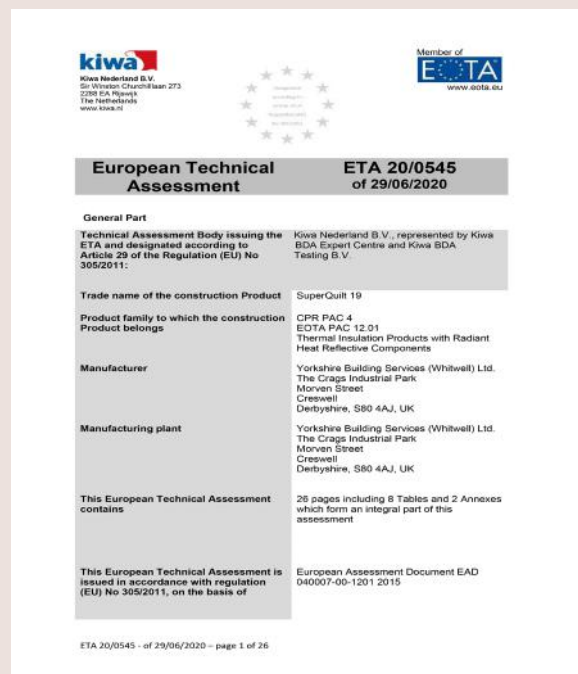 kiwa
Kiwa Nederland B.V.
Sir Winston Churchilllaan 273
2288 EA Rijswijk
The Netherlands
www.kiwa.nl
Member of
EOTA
www.eota.eu
European Technical
Assessment
ETA 20/0545
of 29/06/2020
General Part
Technical Assessment Body issuing the
ETA and designated according to
Article 29 of the Regulation (EU) No
305/2011:
Kiwa Nederland B.V., represented by Kiwa
BDA Expert Centre and Kiwa BDA
Testing B.V.
Trade name of the construction Product
SuperQuilt 19
Product family to which the construction
Product belongs
CPR PAC 4
EOTA PAC 12.01
Thermal Insulation Products with Radiant
Heat Reflective Components
Manufacturer
Yorkshire Building Services (Whitwell) Ltd.
The Crags Industrial Park
Morven Street
Creswell
Derbyshire, S80 4AJ, UK
Manufacturing plant
Yorkshire Building Services (Whitwell) Ltd.
The Crags Industrial Park
Morven Street
Creswell
Derbyshire, S80 4AJ, UK
This European Technical Assessment
contains
26 pages including 8 Tables and 2 Annexes
which form an integral part of this
assessment
This European Technical Assessment is
issued in accordance with regulation
(EU) No 305/2011, on the basis of
European Assessment Document EAD
040007-00-1201 2015
ETA 20/0545 - of 29/06/2020 – page 1 of 26